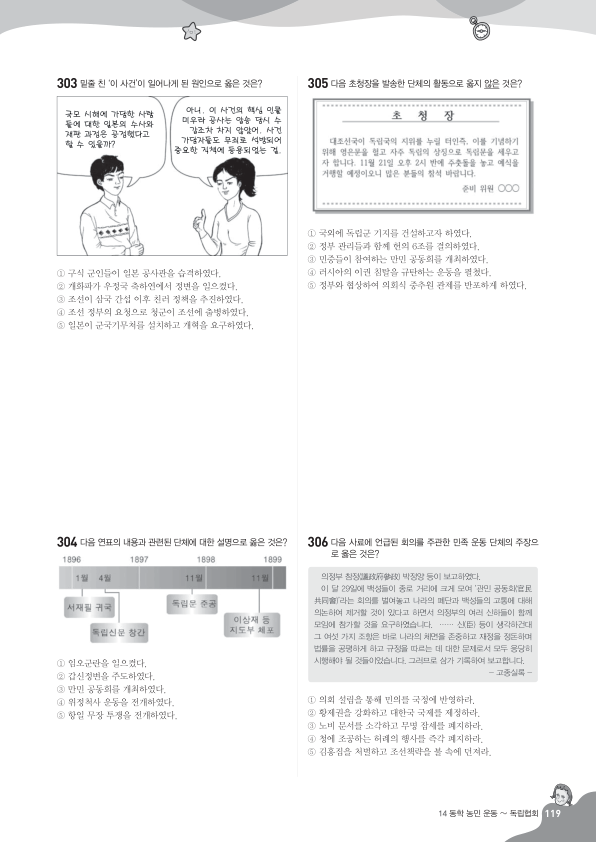 303 밑줄 친 '이 사건'이 일어나게 된 원인으로 옳은 것은?
국모 시해에 가담한 사람
들에 대한 일본의 수사와
재판 과정은 공정했다고
할 수 있을까?
아니. 이 사건의 핵심 인물
미우라 공사는 암송 당시 수
갑조차 차지 않았어. 사건
가담자들도 무죄로 석방되어
중요한 직책에 등용되었는 걸.
① 구식 군인들이 일본 공사관을 습격하였다.
② 개화파가 우정국 축하연에서 정변을 일으켰다.
③ 조선이 삼국 간섭 이후 친러 정책을 추진하였다.
④ 조선 정부의 요청으로 청군이 조선에 출병하였다.
⑤ 일본이 군국기무처를 설치하고 개혁을 요구하였다.
304 다음 연표의 내용과 관련된 단체에 대한 설명으로 옳은 것은?
1896 1897 1898 1899
1월 4월 11월 11월
서재필 귀국
독립신문 창간
독립문 준공
이상재 등
지도부 체포
① 임오군란을 일으켰다.
② 갑신정변을 주도하였다.
③ 만민 공동회를 개최하였다.
④ 위정척사 운동을 전개하였다.
⑤ 항일 무장 투쟁을 전개하였다.
305 다음 초청장을 발송한 단체의 활동으로 옳지 않은 것은?
초 청 장
대조선국이 독립국의 지위를 누릴 터인즉, 이를 기념하기
위해 영은문을 헐고 자주 독립의 상징으로 독립문을 세우고
자 합니다. 11월 21일 오후 2시 반에 주춧돌을 놓고 예식을
거행할 예정이오니 많은 분들의 참석 바랍니다.
준비 위원 ○○○
① 국외에 독립군 기지를 건설하고자 하였다.
② 정부 관리들과 함께 헌의 6조를 결의하였다.
③ 민중들이 참여하는 만민 공동회를 개최하였다.
④ 러시아의 이권 침탈을 규탄하는 운동을 펼쳤다.
⑤ 정부와 협상하여 의회식 중추원 관제를 반포하게 하였다.
306 다음 사료에 언급된 회의를 주관한 민족 운동 단체의 주장으
로 옳은 것은?
의정부 참정(議政府參政) 박정양 등이 보고하였다.
이 달 29일에 백성들이 종로 거리에 크게 모여 '관민 공동회(官民
共同會)'라는 회의를 벌여놓고 나라의 폐단과 백성들의 고통에 대해
의논하여 제거할 것이 있다고 하면서 의정부의 여러 신하들이 함께
모임에 참가할 것을 요구하였습니다. …… 신(臣) 등이 생각하건대
그 여섯 가지 조항은 바로 나라의 체면을 존중하고 재정을 정돈하며
법률을 공평하게 하고 규정을 따르는 데 대한 문제로서 모두 응당히
시행해야 될 것들이었습니다. 그러므로 삼가 기록하여 보고합니다.
- 고종실록 -
① 의회 설립을 통해 민의를 국정에 반영하라.
② 황제권을 강화하고 대한국 국제를 제정하라.
③ 노비 문서를 소각하고 무명 잡세를 폐지하라.
④ 청에 조공하는 허례의 행사를 즉각 폐지하라.
⑤ 김홍집을 처벌하고 조선책략을 불 속에 던져라.
14 동학 농민 운동 ~ 독립협회 119